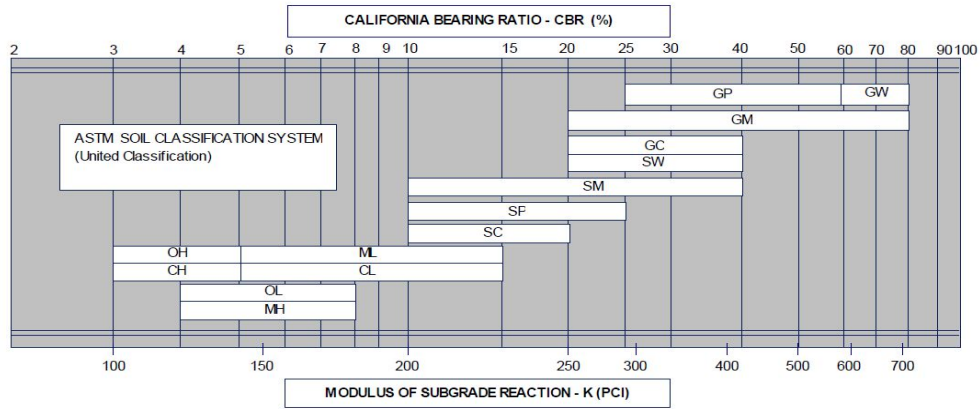 CALIFORNIA BEARING RATIO - CBR (%)
2 3 4 5 6 7 8 9 10 15 20 25 30 40 50 60 70 80 90 100
GP GW
GM
ASTM SOIL CLASSIFICATION SYSTEM
(United Classification)
GC
SW
SM
SP
SC
OH ML
CH CL
OL
MH
100 150 200 250 300 400 500 600 700
MODULUS OF SUBGRADE REACTION - K (PCI)